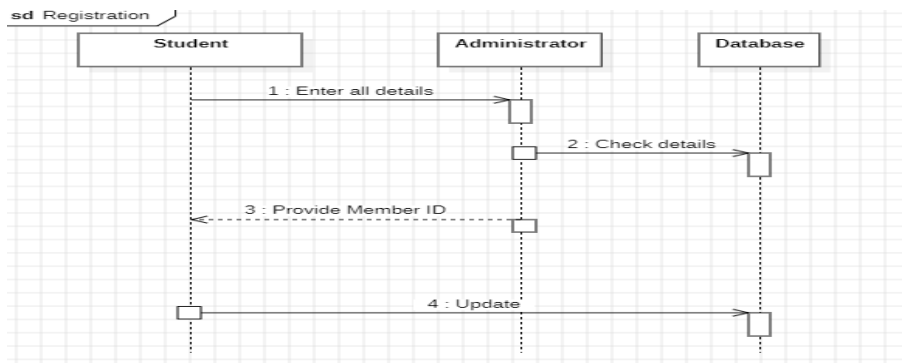 sd Registration
Student
Administrator
Database
1 : Enter all details
2 : Check details
3 : Provide Member ID
4 : Update